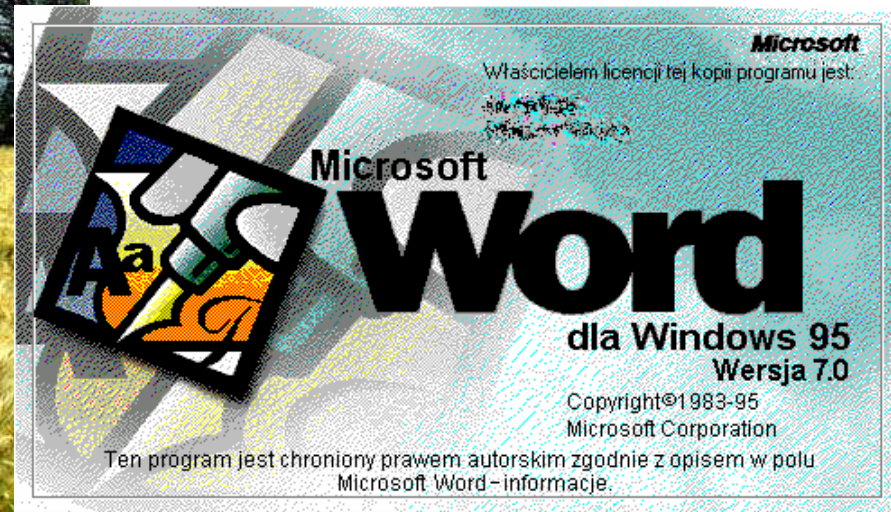 Microsoft
Właścicielem licencji tej kopii programu jest:
Microsoft
Word
dla Windows 95
Wersja 7.0
Copyright©1983-95
Microsoft Corporation
Ten program jest chroniony prawem autorskim zgodnie z opisem w polu
Microsoft Word–informacje.
Aa